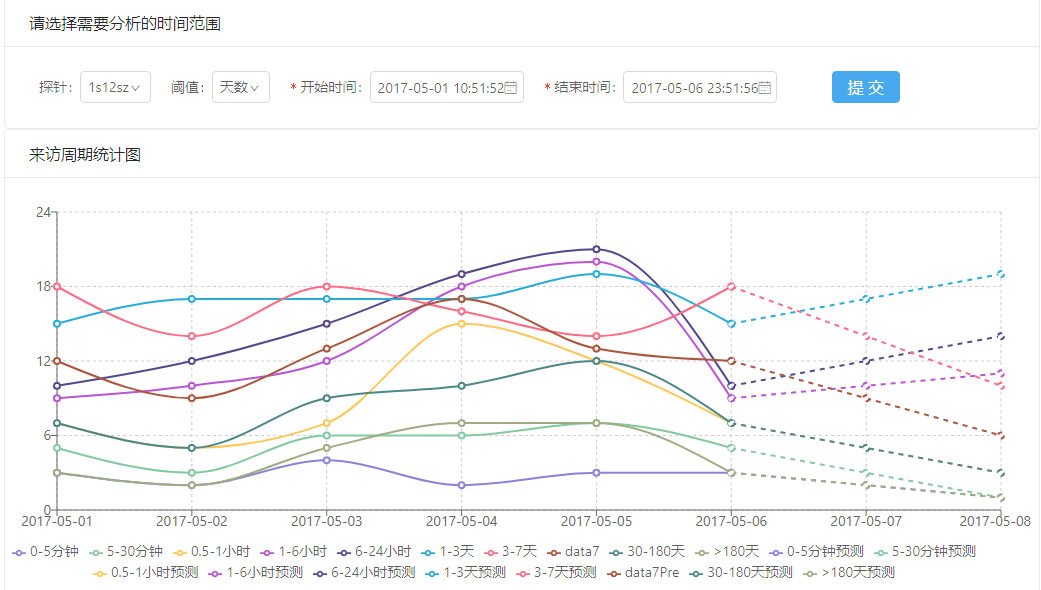 请选择需要分析的时间范围
探针: 1s12sz 阈值: 天数 * 开始时间: 2017-05-01 10:51:52 * 结束时间: 2017-05-06 23:51:56 提 交
来访周期统计图
24
18
12
6
0
2017-05-01 2017-05-02 2017-05-03 2017-05-04 2017-05-05 2017-05-06 2017-05-07 2017-05-08
0-5分钟 5-30分钟 0.5-1小时 1-6小时 6-24小时 1-3天 3-7天 data7 30-180天 >180天 0-5分钟预测 5-30分钟预测
0.5-1小时预测 1-6小时预测 6-24小时预测 1-3天预测 3-7天预测 data7Pre 30-180天预测 >180天预测